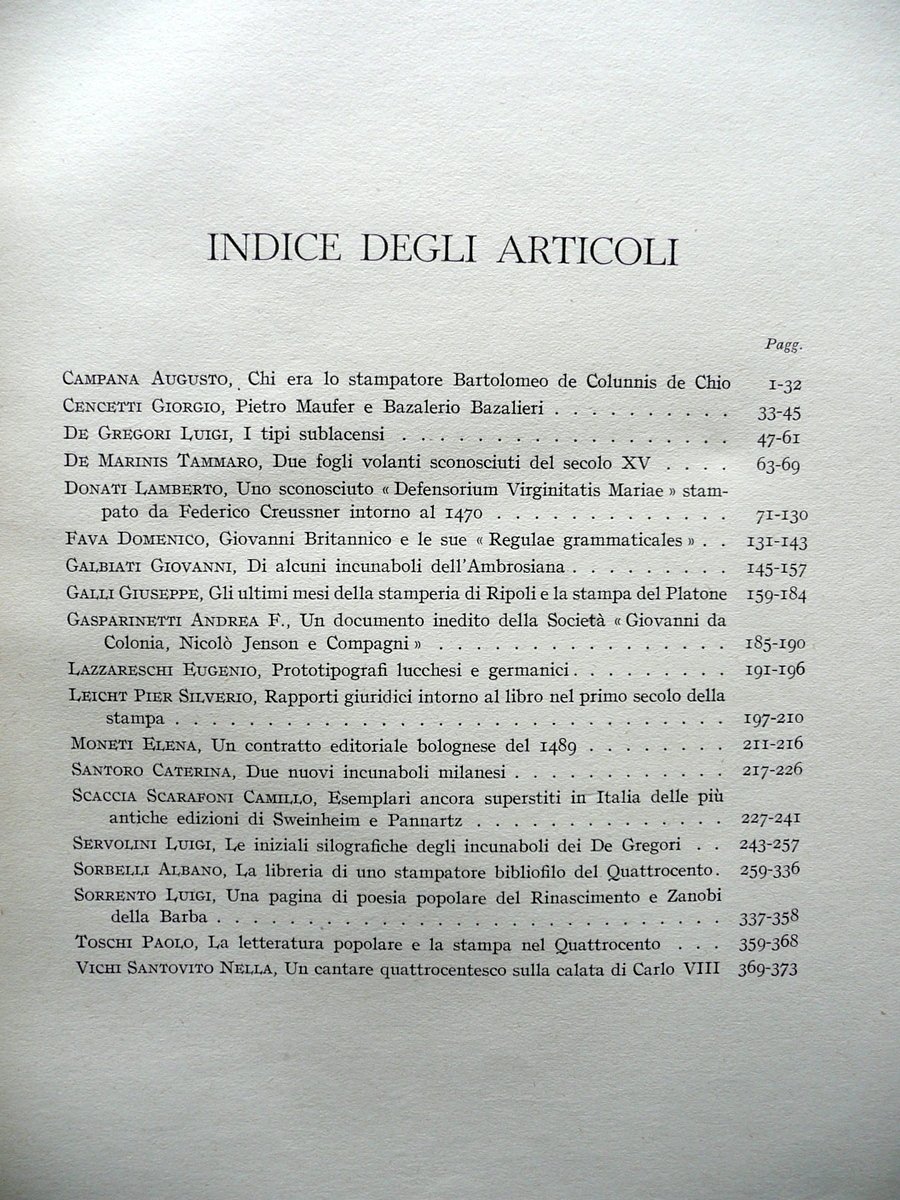 INDICE DEGLI ARTICOLI
Pagg.
CAMPANA AUGUSTO, Chi era lo stampatore Bartolomeo de Colunnis de Chio 1-32
CENCETTI GIORGIO, Pietro Maufer e Bazalerio Bazalieri . . . . . . . . . . 33-45
DE GREGORI LUIGI, I tipi sublacensi . . . . . . . . . . . . . . . . . . . 47-61
DE MARINIS TAMMARO, Due fogli volanti sconosciuti del secolo XV . . . . 63-69
DONATI LAMBERTO, Uno sconosciuto « Defensorium Virginitatis Mariae » stam-
pato da Federico Creussner intorno al 1470 . . . . . . . . . . . . . 71-130
FAVA DOMENICO, Giovanni Britannico e le sue « Regulae grammaticales » . . 131-143
GALBIATI GIOVANNI, Di alcuni incunaboli dell'Ambrosiana . . . . . . . . . 145-157
GALLI GIUSEPPE, Gli ultimi mesi della stamperia di Ripoli e la stampa del Platone 159-184
GASPARINETTI ANDREA F., Un documento inedito della Società « Giovanni da
Colonia, Nicolò Jenson e Compagni » . . . . . . . . . . . . . . . . 185-190
LAZZARESCHI EUGENIO, Prototipografi lucchesi e germanici . . . . . . . . . 191-196
LEICHT PIER SILVERIO, Rapporti giuridici intorno al libro nel primo secolo della
stampa . . . . . . . . . . . . . . . . . . . . . . . . . . . . . . . 197-210
MONETI ELENA, Un contratto editoriale bolognese del 1489 . . . . . . . . 211-216
SANTORO CATERINA, Due nuovi incunaboli milanesi . . . . . . . . . . . . 217-226
SCACCIA SCARAFONI CAMILLO, Esemplari ancora superstiti in Italia delle più
antiche edizioni di Sweinheim e Pannartz . . . . . . . . . . . . . . 227-241
SERVOLINI LUIGI, Le iniziali silografiche degli incunaboli dei De Gregori . . 243-257
SORBELLI ALBANO, La libreria di uno stampatore bibliofilo del Quattrocento . 259-336
SORRENTO LUIGI, Una pagina di poesia popolare del Rinascimento e Zanobi
della Barba . . . . . . . . . . . . . . . . . . . . . . . . . . . . 337-358
TOSCHI PAOLO, La letteratura popolare e la stampa nel Quattrocento . . . 359-368
VICHI SANTOVITO NELLA, Un cantare quattrocentesco sulla calata di Carlo VIII 369-373